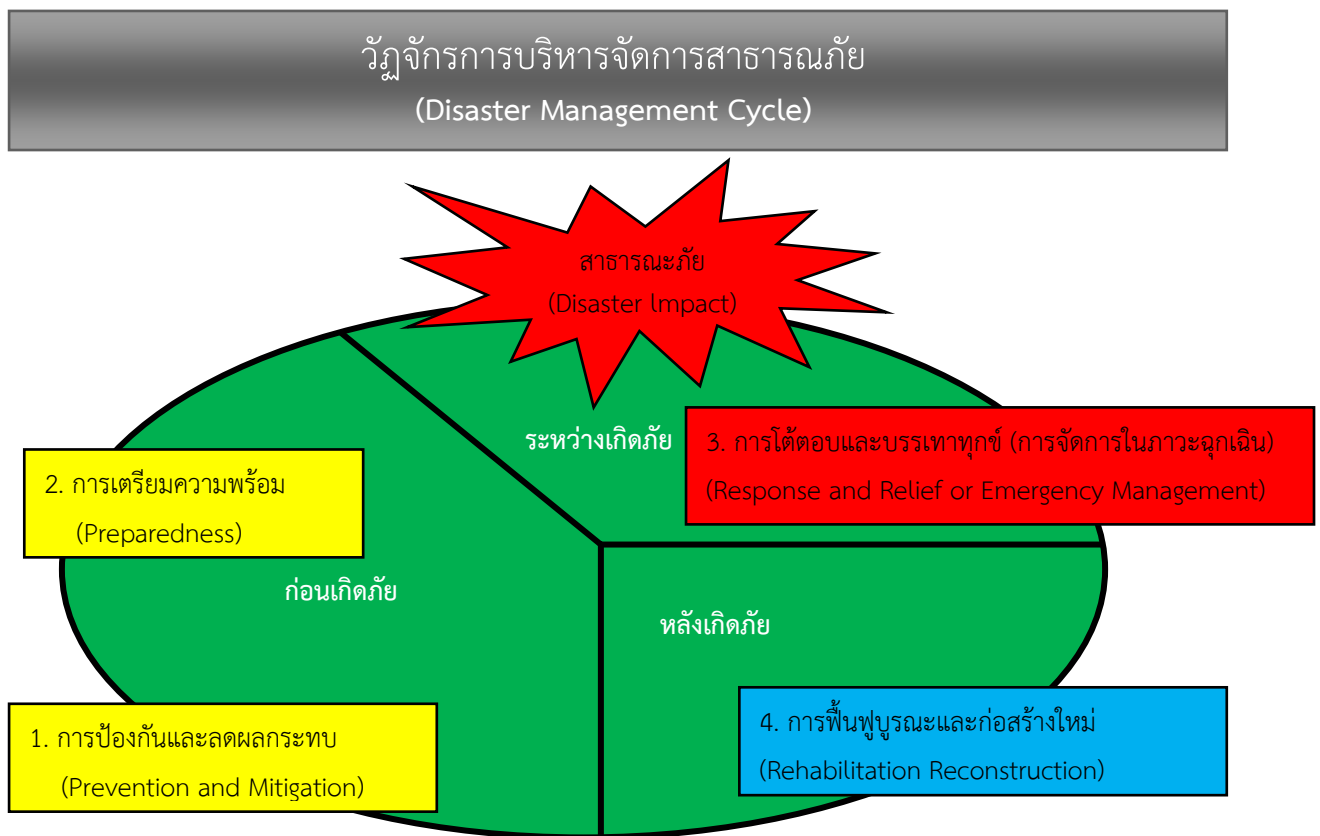 วัฏจักรการบริหารจัดการสาธารณภัย
(Disaster Management Cycle)
สาธารณะภัย
(Disaster lmpact)
ระหว่างเกิดภัย
3. การโต้ตอบและบรรเทาทุกข์ (การจัดการในภาวะฉุกเฉิน)
(Response and Relief or Emergency Management)
2. การเตรียมความพร้อม
(Preparedness)
ก่อนเกิดภัย
หลังเกิดภัย
1. การป้องกันและลดผลกระทบ
(Prevention and Mitigation)
4. การฟื้นฟูบูรณะและก่อสร้างใหม่
(Rehabilitation Reconstruction)